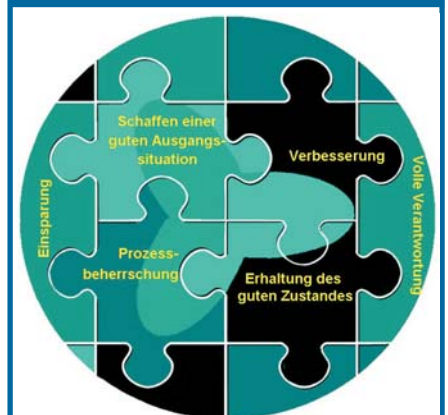 Schaffen einer
guten Ausgangs-
situation
Verbesserung
Einsparung
Volle Verantwortung
Prozess-
beherrschung
Erhaltung des
guten Zustandes